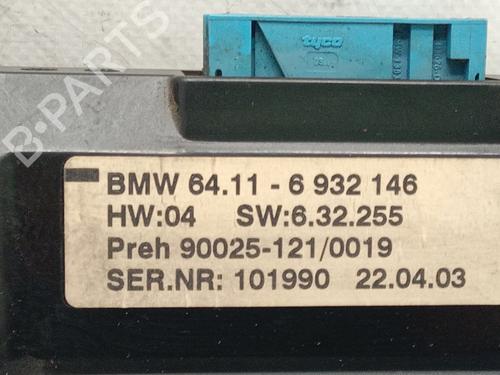 tyco
B-PARTS
BMW 64.11 - 6 932 146
HW:04 SW:6.32.255
Preh 90025-121/0019
SER.NR: 101990 22.04.03